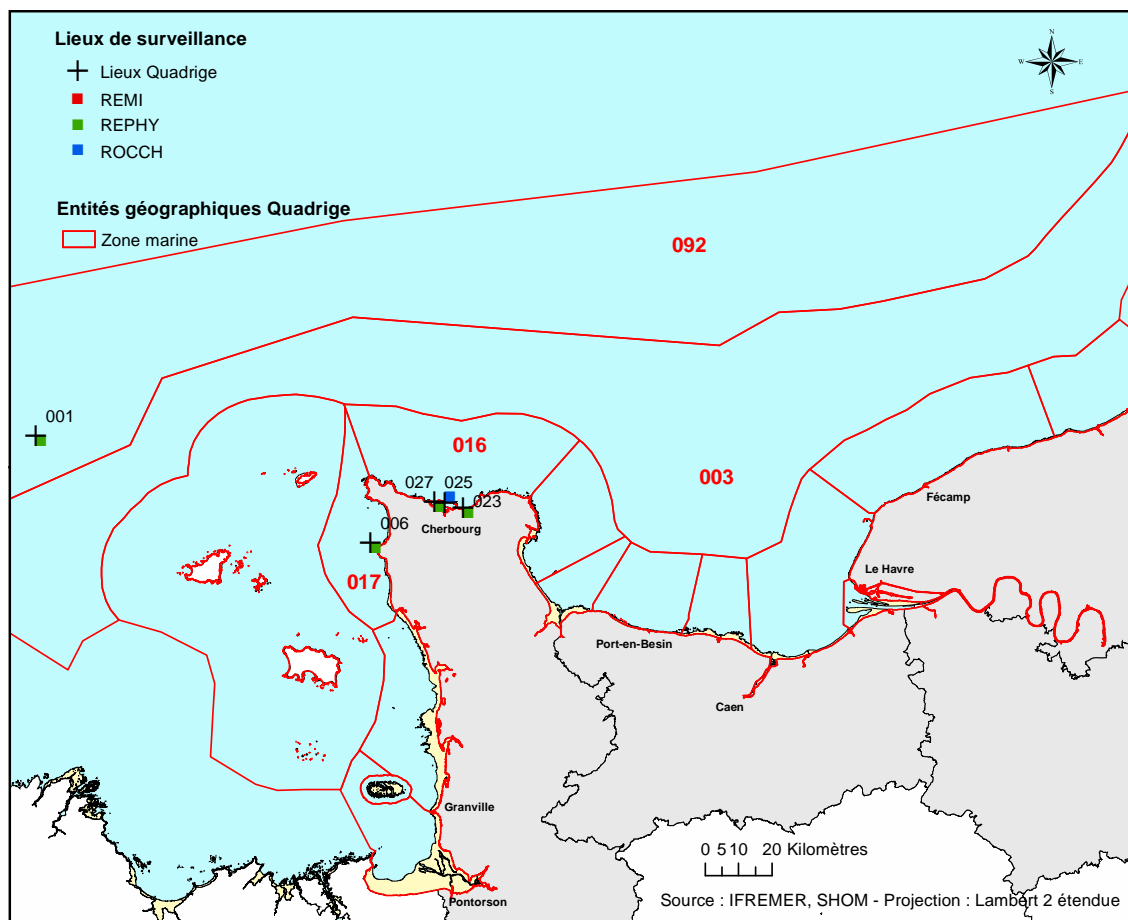 Lieux de surveillance
N
W E
S
Lieux Quadrige
REMI
REPHY
ROCCH
Entités géographiques Quadrige
Zone marine
092
001
016
003
027 025
023
Cherbourg
Fécamp
006
Le Havre
017
Port-en-Besin
Caen
Granville
0 5 10 20 Kilomètres
Pontorson
Source : IFREMER, SHOM - Projection : Lambert 2 étendue